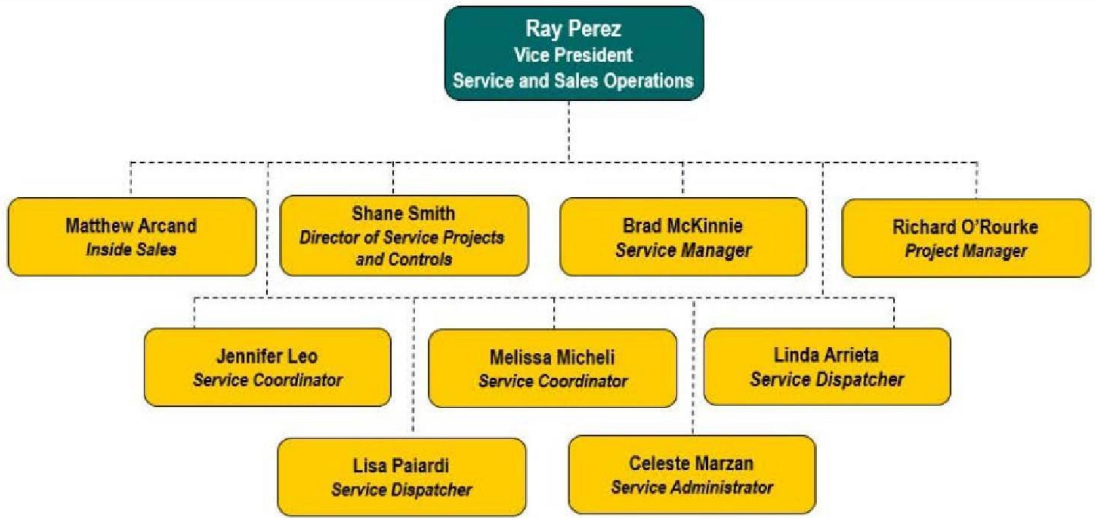 Ray Perez
Vice President
Service and Sales Operations
Matthew Arcand
Inside Sales
Shane Smith
Director of Service Projects
and Controls
Brad McKinnie
Service Manager
Richard O'Rourke
Project Manager
Jennifer Leo
Service Coordinator
Melissa Micheli
Service Coordinator
Linda Arrieta
Service Dispatcher
Lisa Paiardi
Service Dispatcher
Celeste Marzan
Service Administrator